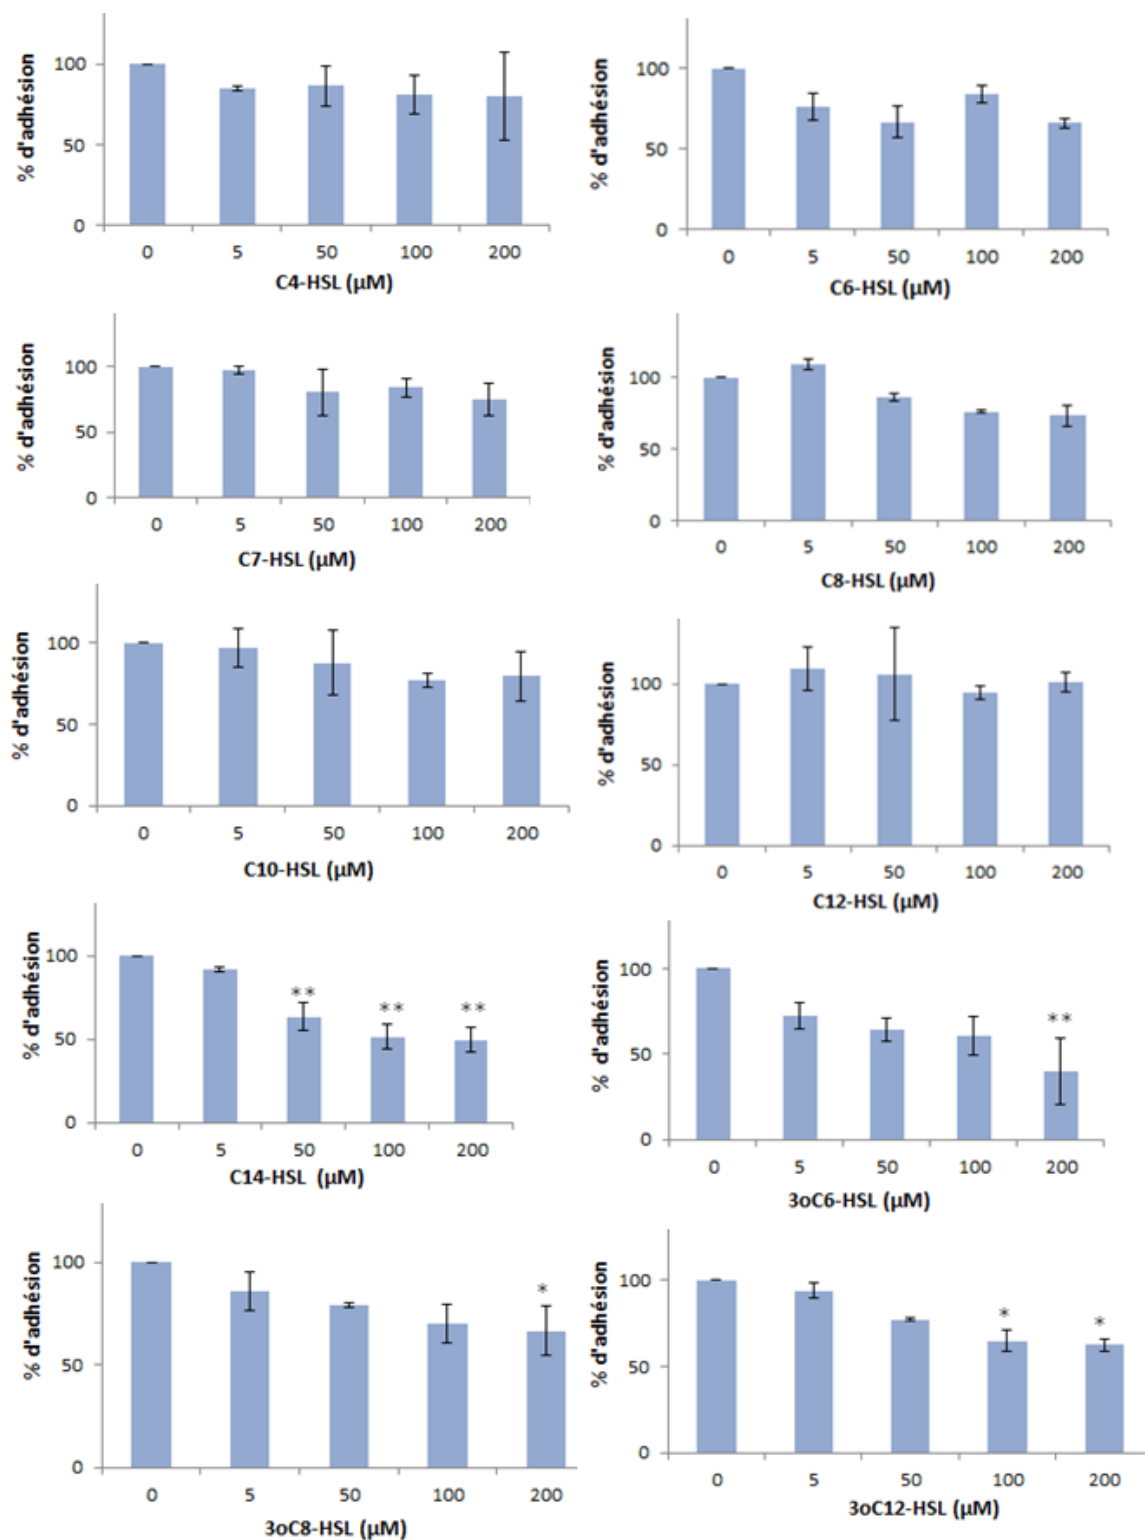 % d'adhésion
100
50
0
0 5 50 100 200
C4-HSL (µM)
% d'adhésion
100
50
0
0 5 50 100 200
C6-HSL (µM)
% d'adhésion
100
50
0
0 5 50 100 200
C7-HSL (µM)
% d'adhésion
100
50
0
0 5 50 100 200
C8-HSL (µM)
% d'adhésion
100
50
0
0 5 50 100 200
C10-HSL (µM)
% d'adhésion
100
50
0
0 5 50 100 200
C12-HSL (µM)
% d'adhésion
100
50
0
** ** **
0 5 50 100 200
C14-HSL (µM)
% d'adhésion
100
50
0
**
0 5 50 100 200
3oC6-HSL (µM)
% d'adhésion
100
50
0
*
0 5 50 100 200
3oC8-HSL (µM)
% d'adhésion
100
50
0
* *
0 5 50 100 200
3oC12-HSL (µM)